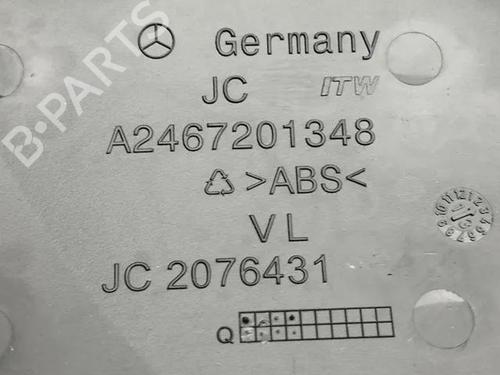 Germany
JC ITW
A2467201348
>ABS<
VL
JC 2076431
Q
B-PARTS